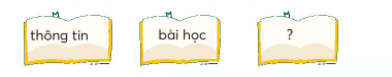 thông tin
bài học
?